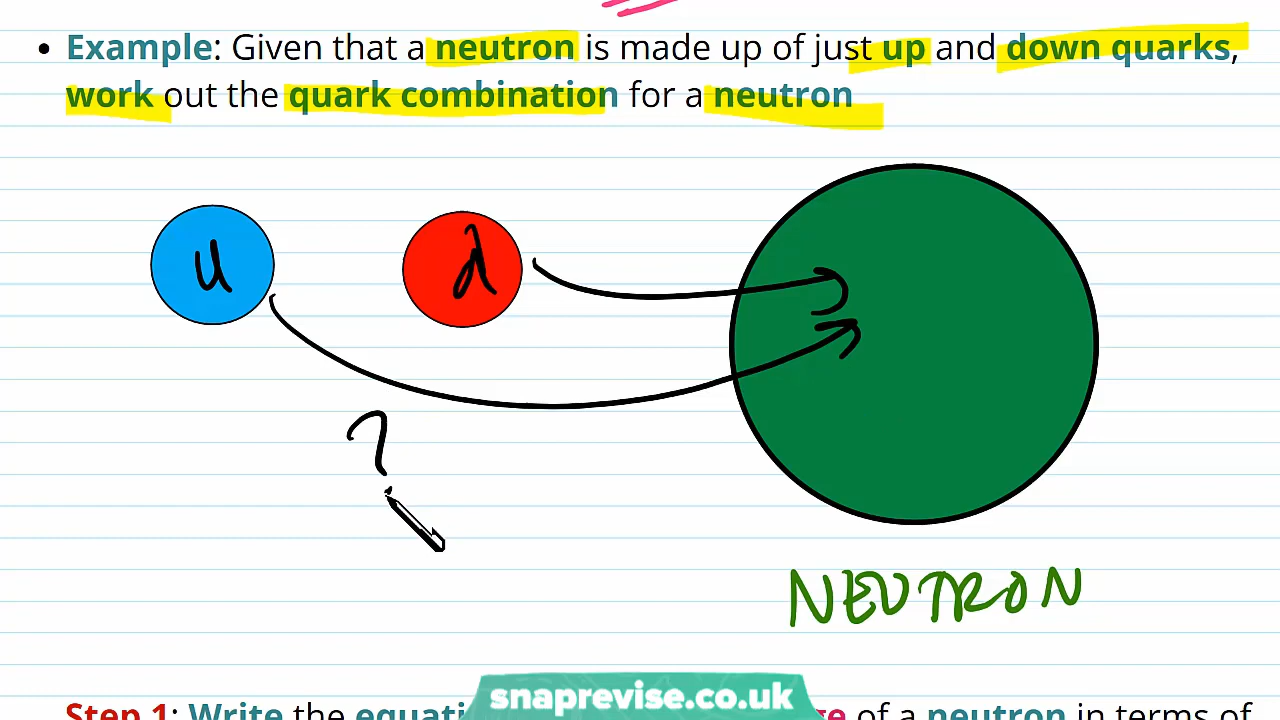 • Example: Given that a neutron is made up of just up and down quarks,
work out the quark combination for a neutron
u
d
?
NEUTRON
snaprevise.co.uk
Step 1: Write the of a neutron in terms of